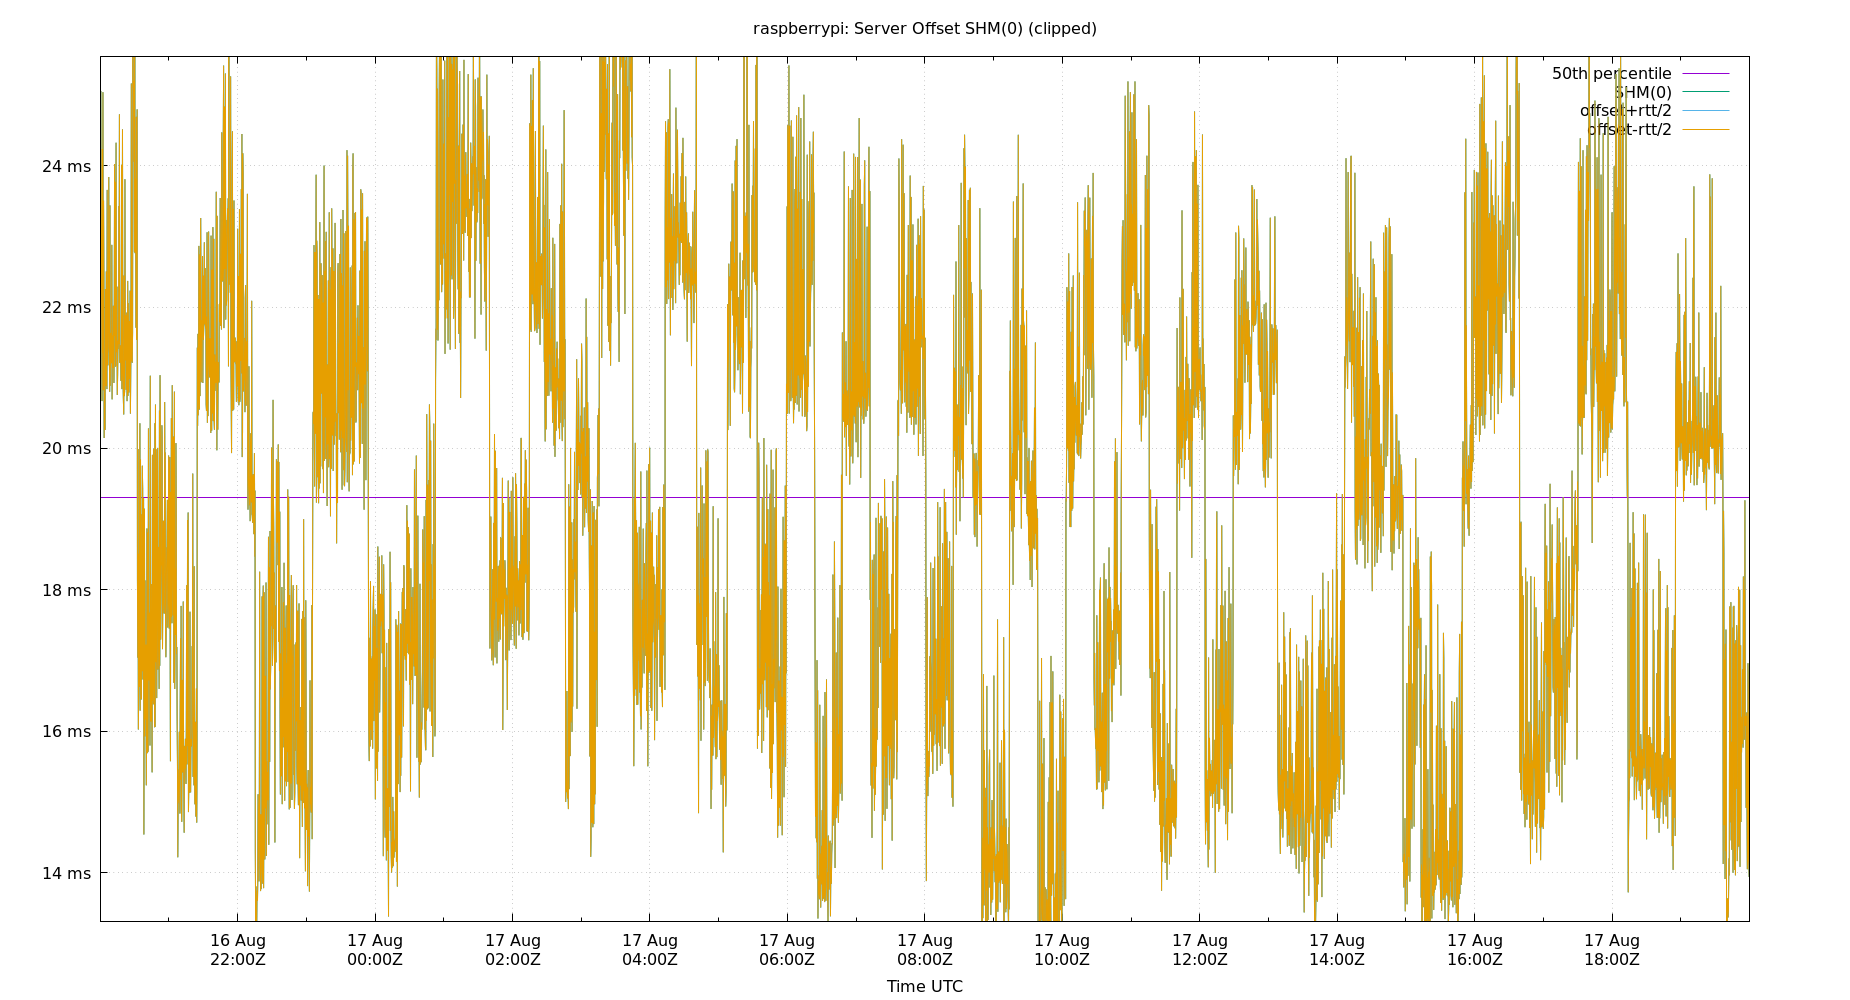 raspberrypi: Server Offset SHM(0) (clipped)
50th percentile
SHM(0)
offset+rtt/2
offset-rtt/2
24 ms
22 ms
20 ms
18 ms
16 ms
14 ms
16 Aug 17 Aug 17 Aug 17 Aug 17 Aug 17 Aug 17 Aug 17 Aug 17 Aug 17 Aug 17 Aug
22:00Z 00:00Z 02:00Z 04:00Z 06:00Z 08:00Z 10:00Z 12:00Z 14:00Z 16:00Z 18:00Z
Time UTC